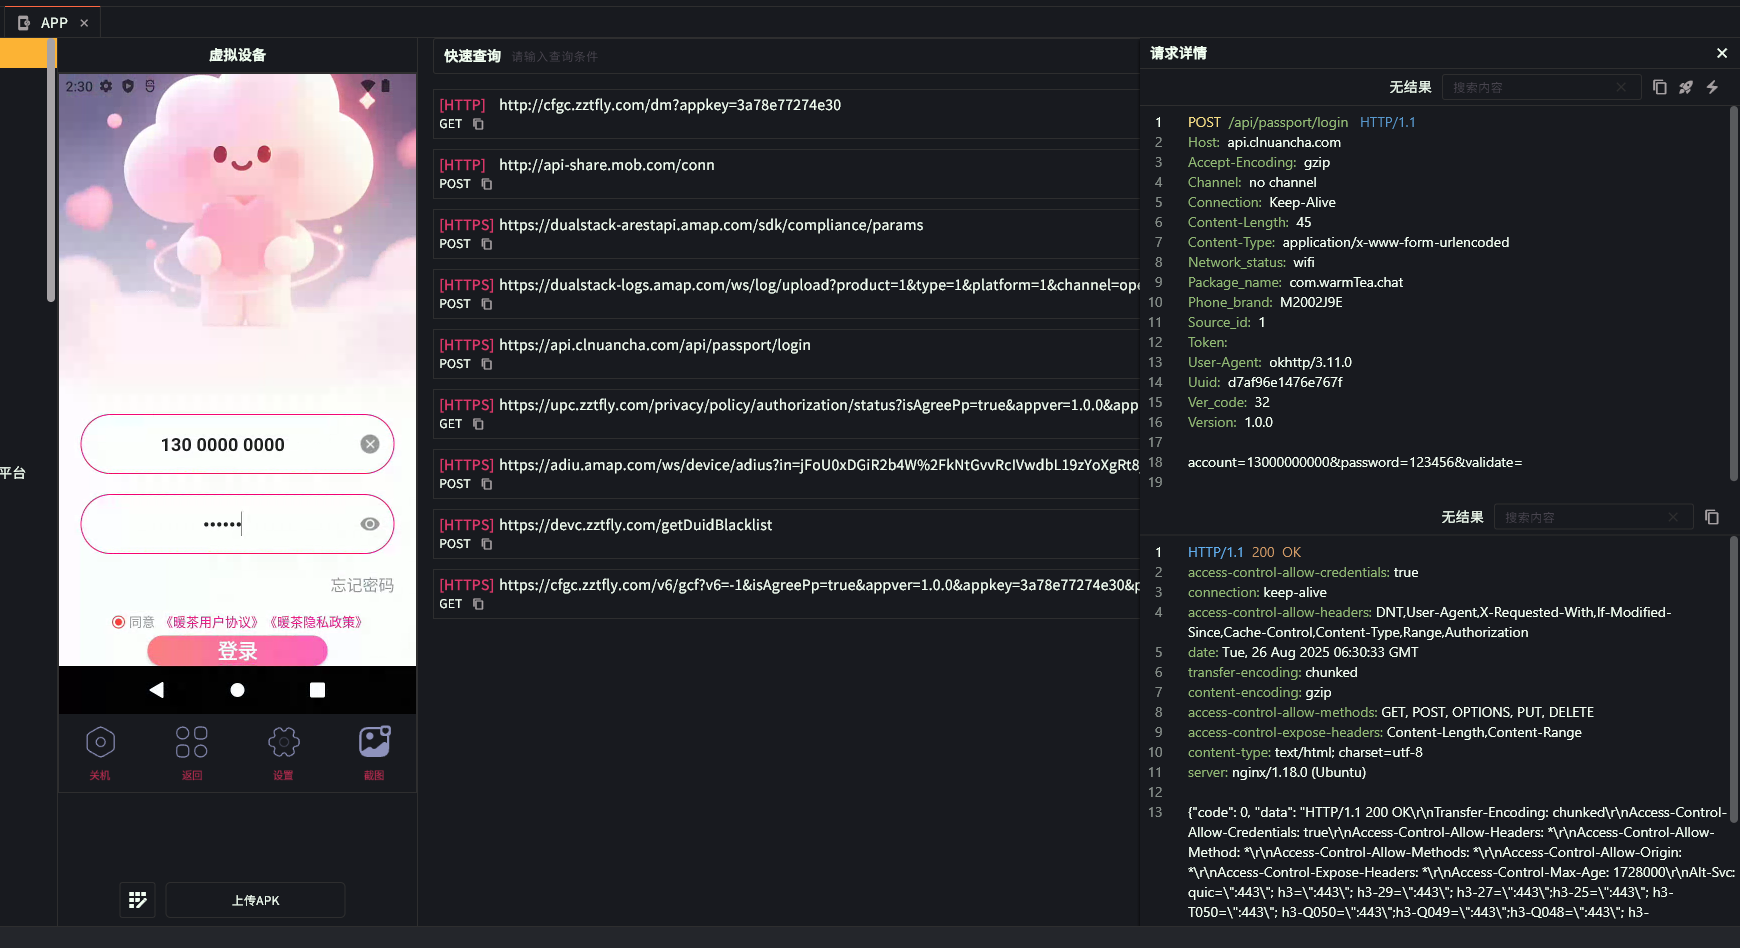 APP
平台
虚拟设备
2:30
130 0000 0000
••••••
忘记密码
同意 《暖茶用户协议》《暖茶隐私政策》
登录
关机
返回
设置
截图
上传APK
快速查询 请输入查询条件
[HTTP] http://cfgc.zztfly.com/dm?appkey=3a78e77274e30
GET
[HTTP] http://api-share.mob.com/conn
POST
[HTTPS] https://dualstack-arestapi.amap.com/sdk/compliance/params
POST
[HTTPS] https://dualstack-logs.amap.com/ws/log/upload?product=1&type=1&platform=1&channel=ope
POST
[HTTPS] https://api.clnuancha.com/api/passport/login
POST
[HTTPS] https://upc.zztfly.com/privacy/policy/authorization/status?isAgreePp=true&appver=1.0.0&app
GET
[HTTPS] https://adiu.amap.com/ws/device/adius?in=jFoU0xDGiR2b4W%2FkNtGvvRcIVwdbL19zYoXgRt8
POST
[HTTPS] https://devc.zztfly.com/getDuidBlacklist
POST
[HTTPS] https://cfgc.zztfly.com/v6/gcf?v6=-1&isAgreePp=true&appver=1.0.0&appkey=3a78e77274e30&p
GET
请求详情
无结果 搜索内容
1 POST /api/passport/login HTTP/1.1
2 Host: api.clnuancha.com
3 Accept-Encoding: gzip
4 Channel: no channel
5 Connection: Keep-Alive
6 Content-Length: 45
7 Content-Type: application/x-www-form-urlencoded
8 Network_status: wifi
9 Package_name: com.warmTea.chat
10 Phone_brand: M2002J9E
11 Source_id: 1
12 Token:
13 User-Agent: okhttp/3.11.0
14 Uuid: d7af96e1476e767f
15 Ver_code: 32
16 Version: 1.0.0
17
18 account=13000000000&password=123456&validate=
19
无结果 搜索内容
1 HTTP/1.1 200 OK
2 access-control-allow-credentials: true
3 connection: keep-alive
4 access-control-allow-headers: DNT,User-Agent,X-Requested-With,If-Modified-
Since,Cache-Control,Content-Type,Range,Authorization
5 date: Tue, 26 Aug 2025 06:30:33 GMT
6 transfer-encoding: chunked
7 content-encoding: gzip
8 access-control-allow-methods: GET, POST, OPTIONS, PUT, DELETE
9 access-control-expose-headers: Content-Length,Content-Range
10 content-type: text/html; charset=utf-8
11 server: nginx/1.18.0 (Ubuntu)
12
13 {"code": 0, "data": "HTTP/1.1 200 OK\r\nTransfer-Encoding: chunked\r\nAccess-Control-
Allow-Credentials: true\r\nAccess-Control-Allow-Headers: *\r\nAccess-Control-Allow-
Method: *\r\nAccess-Control-Allow-Methods: *\r\nAccess-Control-Allow-Origin:
*\r\nAccess-Control-Expose-Headers: *\r\nAccess-Control-Max-Age: 1728000\r\nAlt-Svc:
quic=\":443\"; h3=\":443\"; h3-29=\":443\"; h3-27=\":443\";h3-25=\":443\"; h3-
T050=\":443\"; h3-Q050=\":443\";h3-Q049=\":443\";h3-Q048=\":443\"; h3-